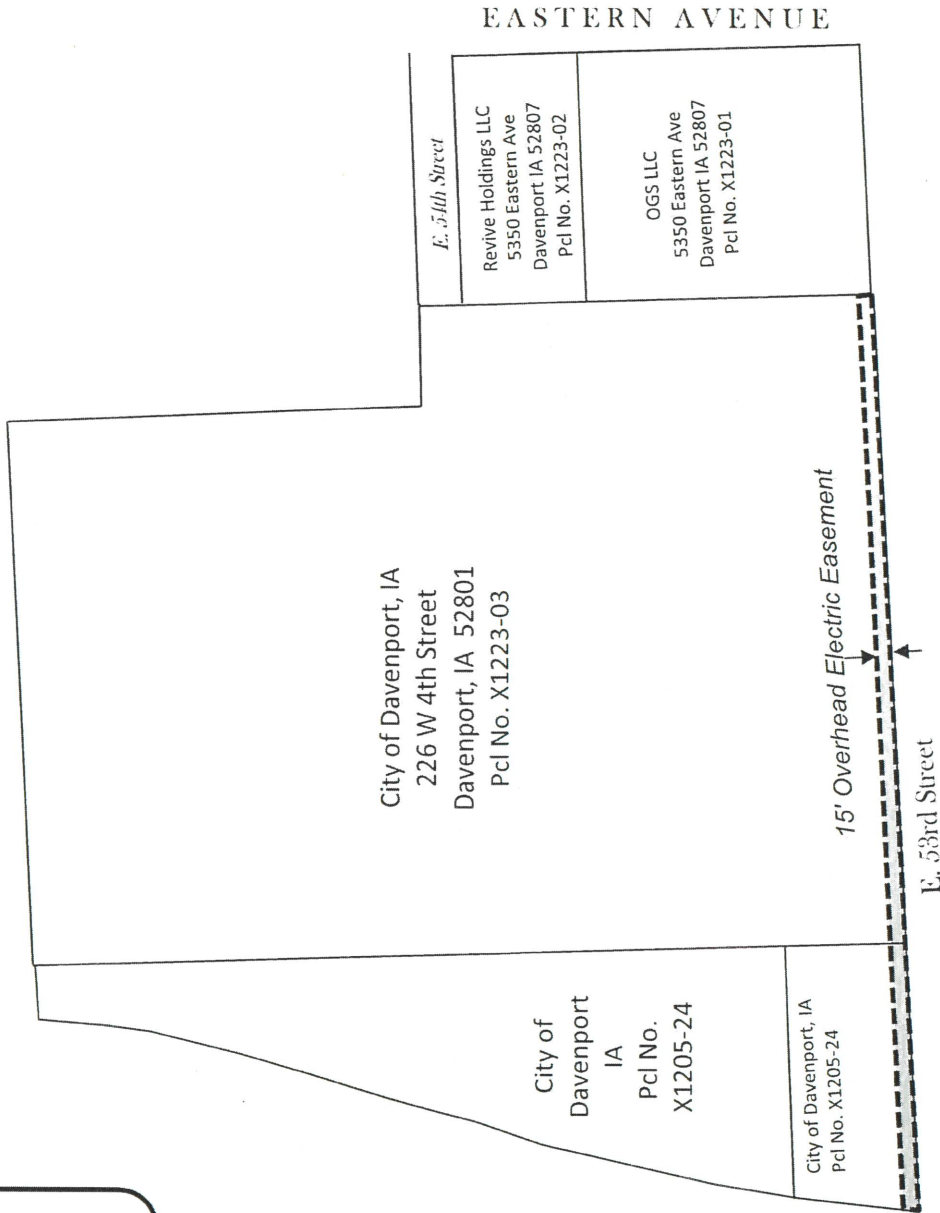 EASTERN AVENUE
E. 54th Street
Revive Holdings LLC
5350 Eastern Ave
Davenport IA 52807
Pcl No. X1223-02
OGS LLC
5350 Eastern Ave
Davenport IA 52807
Pcl No. X1223-01
City of Davenport, IA
226 W 4th Street
Davenport, IA 52801
Pcl No. X1223-03
15' Overhead Electric Easement
City of
Davenport
IA
Pcl No.
X1205-24
City of Davenport, IA
Pcl No. X1205-24
E. 53rd Street